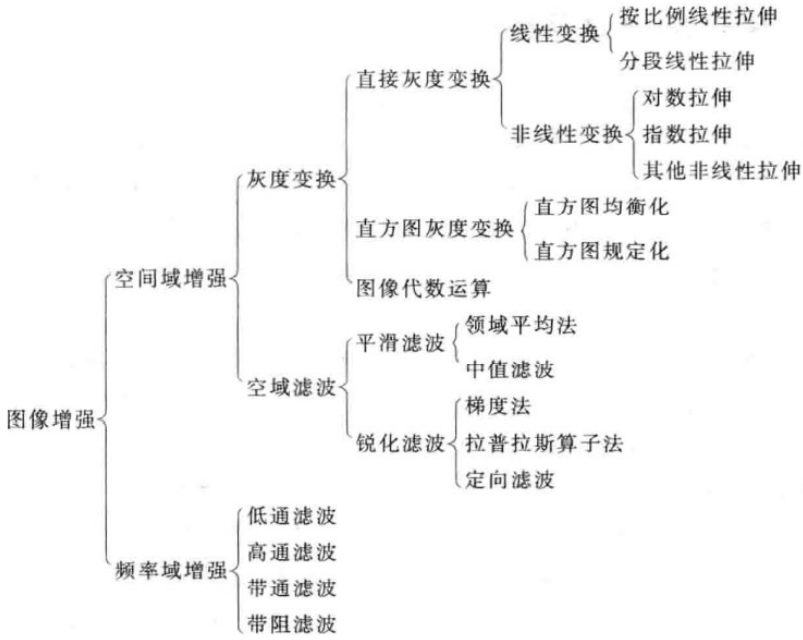 按比例线性拉伸
线性变换
分段线性拉伸
直接灰度变换
对数拉伸
非线性变换
指数拉伸
其他非线性拉伸
灰度变换
直方图均衡化
直方图灰度变换
直方图规定化
空间域增强
图像代数运算
领域平均法
平滑滤波
中值滤波
空域滤波
梯度法
图像增强
锐化滤波
拉普拉斯算子法
定向滤波
低通滤波
高通滤波
频率域增强
带通滤波
带阻滤波